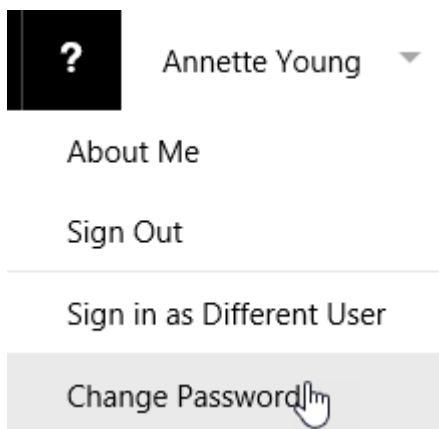 ? Annette Young
About Me
Sign Out
Sign in as Different User
Change Password